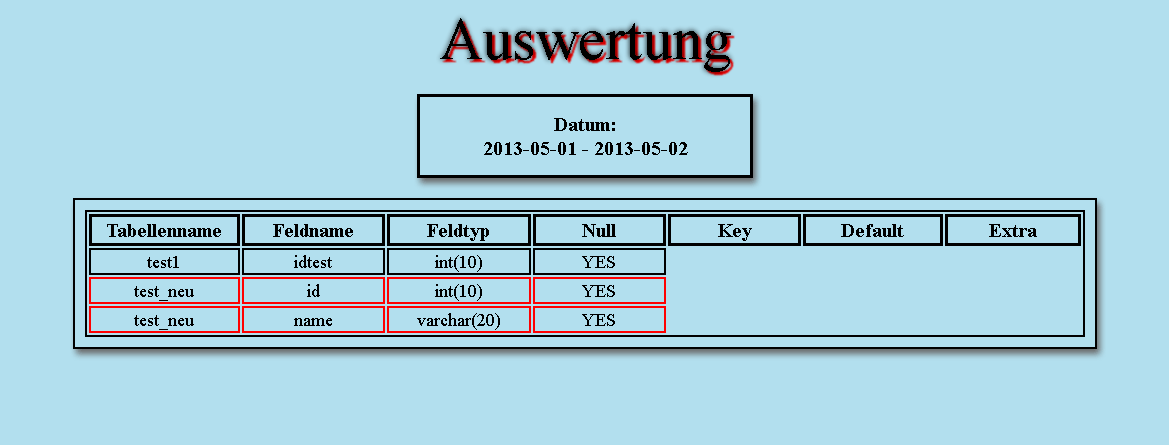 Auswertung
Datum:
2013-05-01 - 2013-05-02
Tabellenname Feldname Feldtyp Null Key Default Extra
test1 idtest int(10) YES
test_neu id int(10) YES
test_neu name varchar(20) YES